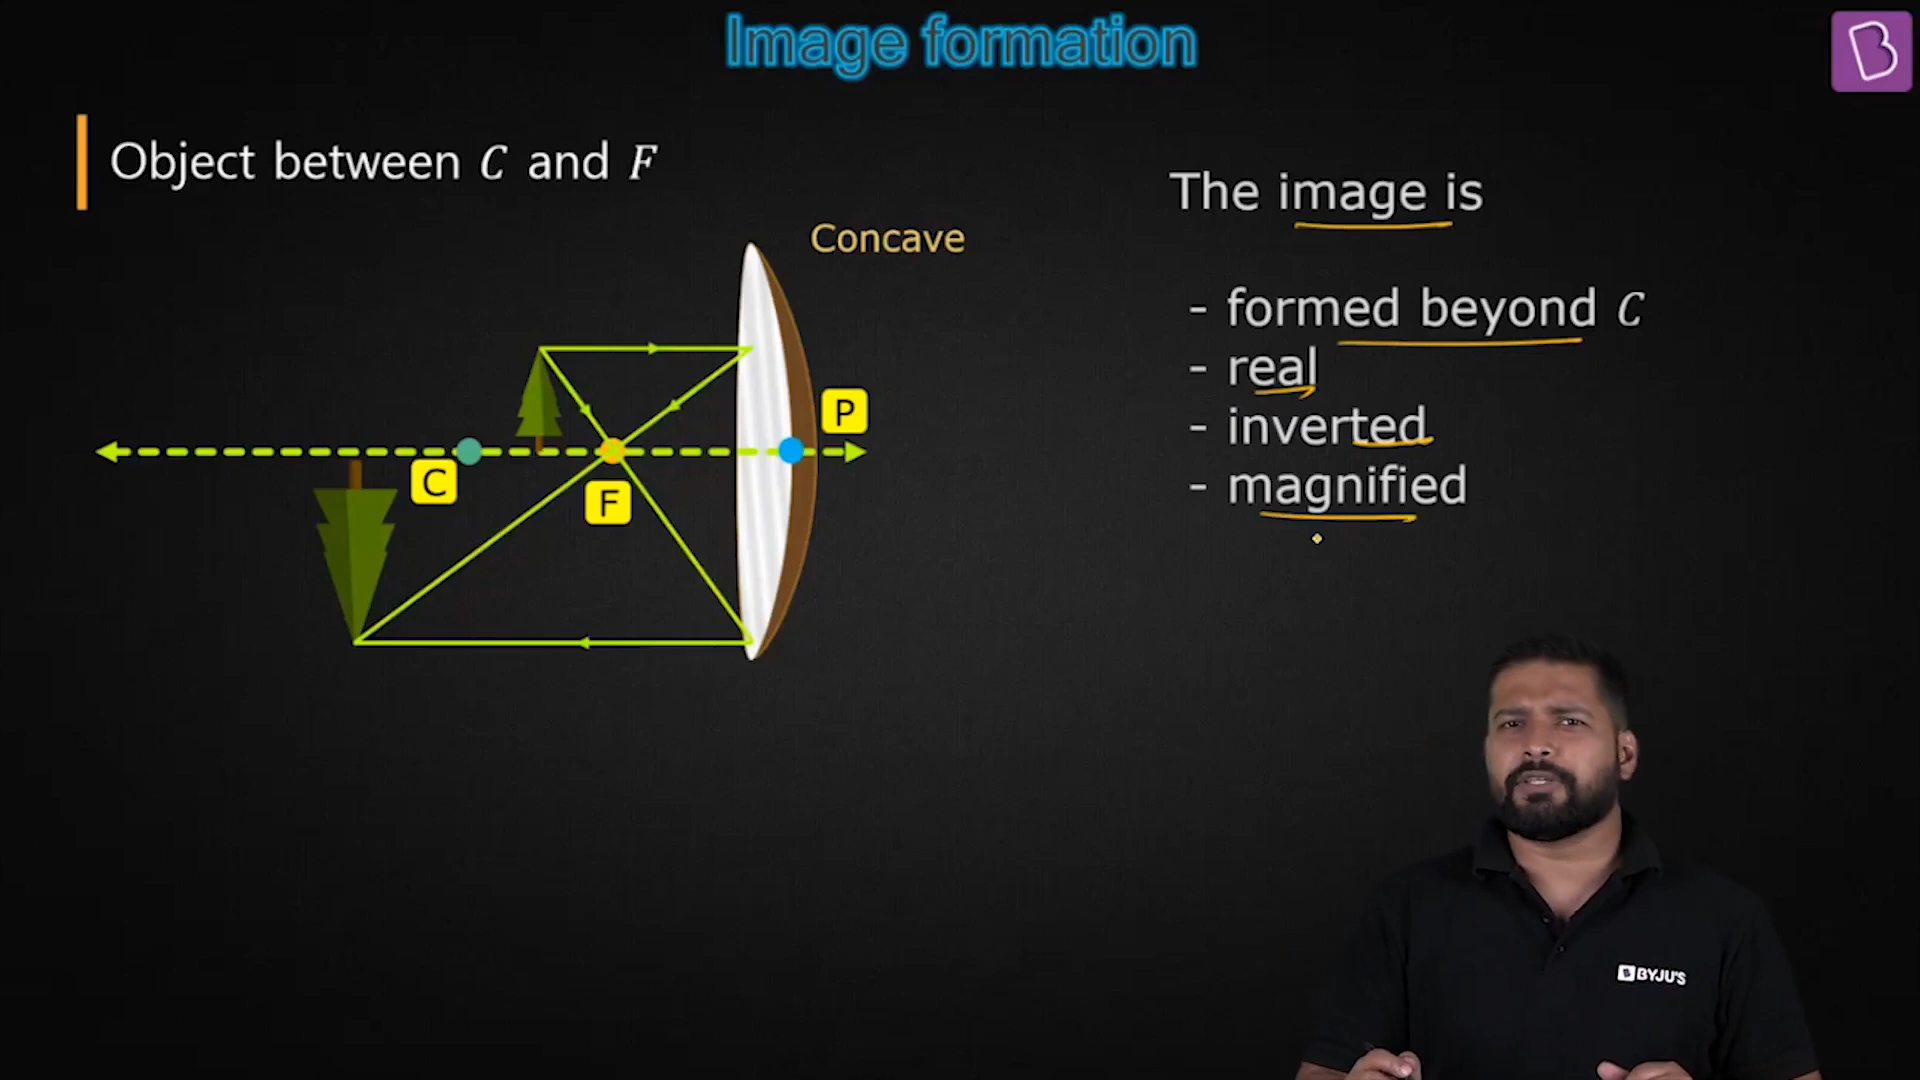 Image formation
B
Object between C and F
The image is
Concave
- formed beyond C
- real
- inverted
- magnified
P
C
F
BYJU'S